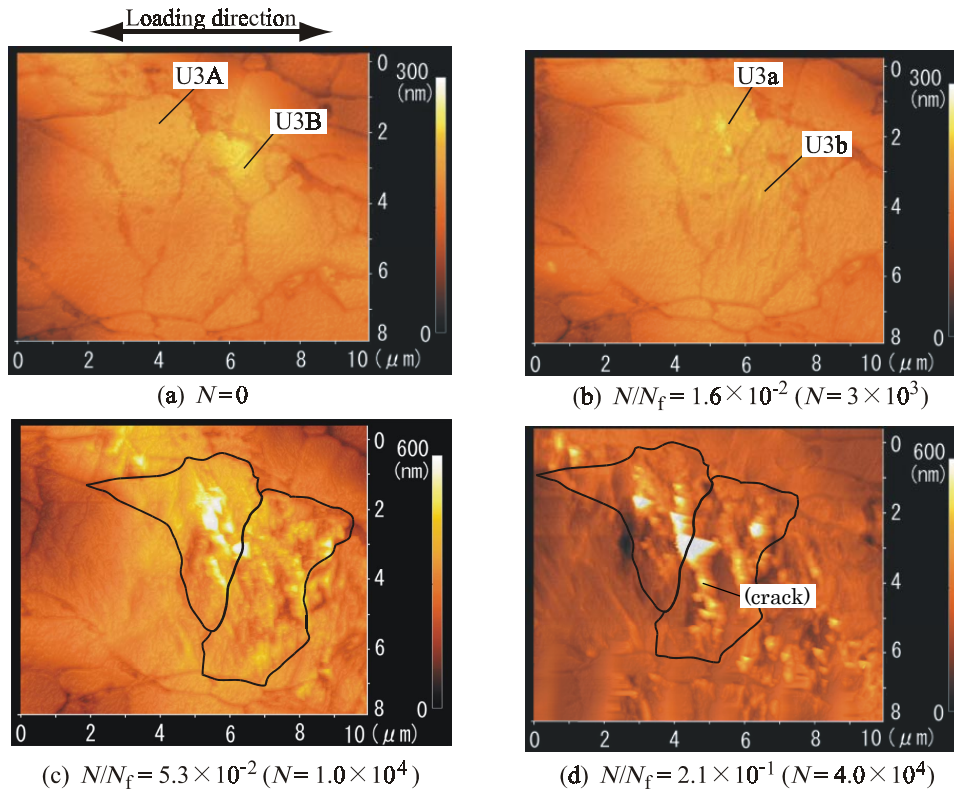 Loading direction
U3A
U3B
300
(nm)
0
0
2
4
6
8
0 2 4 6 8 10 (μm)
(a) N=0
U3a
U3b
300
(nm)
0
0
2
4
6
8
0 2 4 6 8 10 (μm)
(b) N/Nf = 1.6×10-2 (N=3×103)
600
(nm)
0
0
2
4
6
8
0 2 4 6 8 10 (μm)
(c) N/Nf = 5.3×10-2 (N=1.0×104)
(crack)
600
(nm)
0
0
2
4
6
8
0 2 4 6 8 10 (μm)
(d) N/Nf = 2.1×10-1 (N=4.0×104)